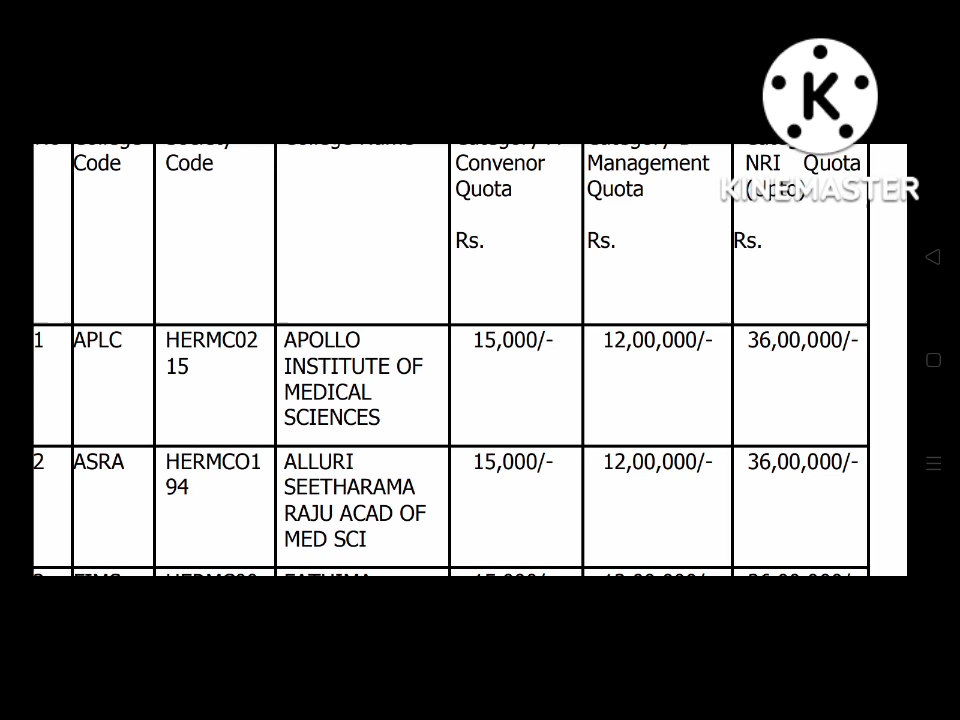 Code
Code
Convenor
Quota
Rs.
Management
Quota
Rs.
NRI Quota
(Upto)
Rs.
KINEMASTER
1 APLC HERMC02 APOLLO 15,000/- 12,00,000/- 36,00,000/-
15 INSTITUTE OF
MEDICAL
SCIENCES
2 ASRA HERMCO1 ALLURI 15,000/- 12,00,000/- 36,00,000/-
94 SEETHARAMA
RAJU ACAD OF
MED SCI